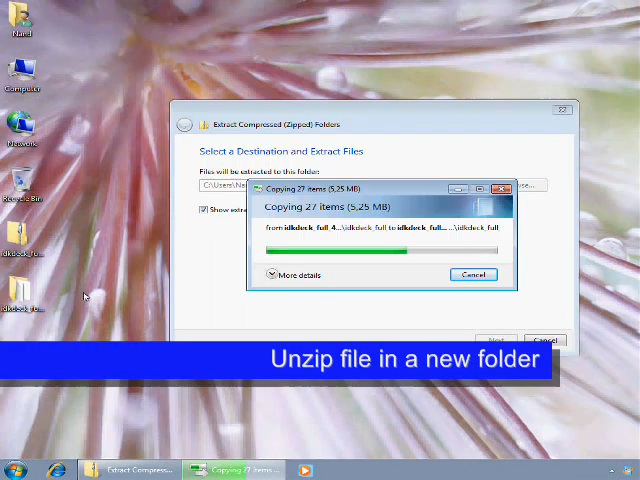 Nand
Computer
Network
Recycle Bin
idkdeck_fu...
idkdeck_fu...
Extract Compressed (Zipped) Folders
Select a Destination and Extract Files
Files will be extracted to this folder:
C:\Users\Na
Show extra
Copying 27 items (5,25 MB)
Copying 27 items (5,25 MB)
from idkdeck_full_4... ...\idkdeck_full to idkdeck_full... ...\idkdeck_full
More details
Cancel
Next
Cancel
Unzip file in a new folder
Extract Compress...
Copying 27 items ...